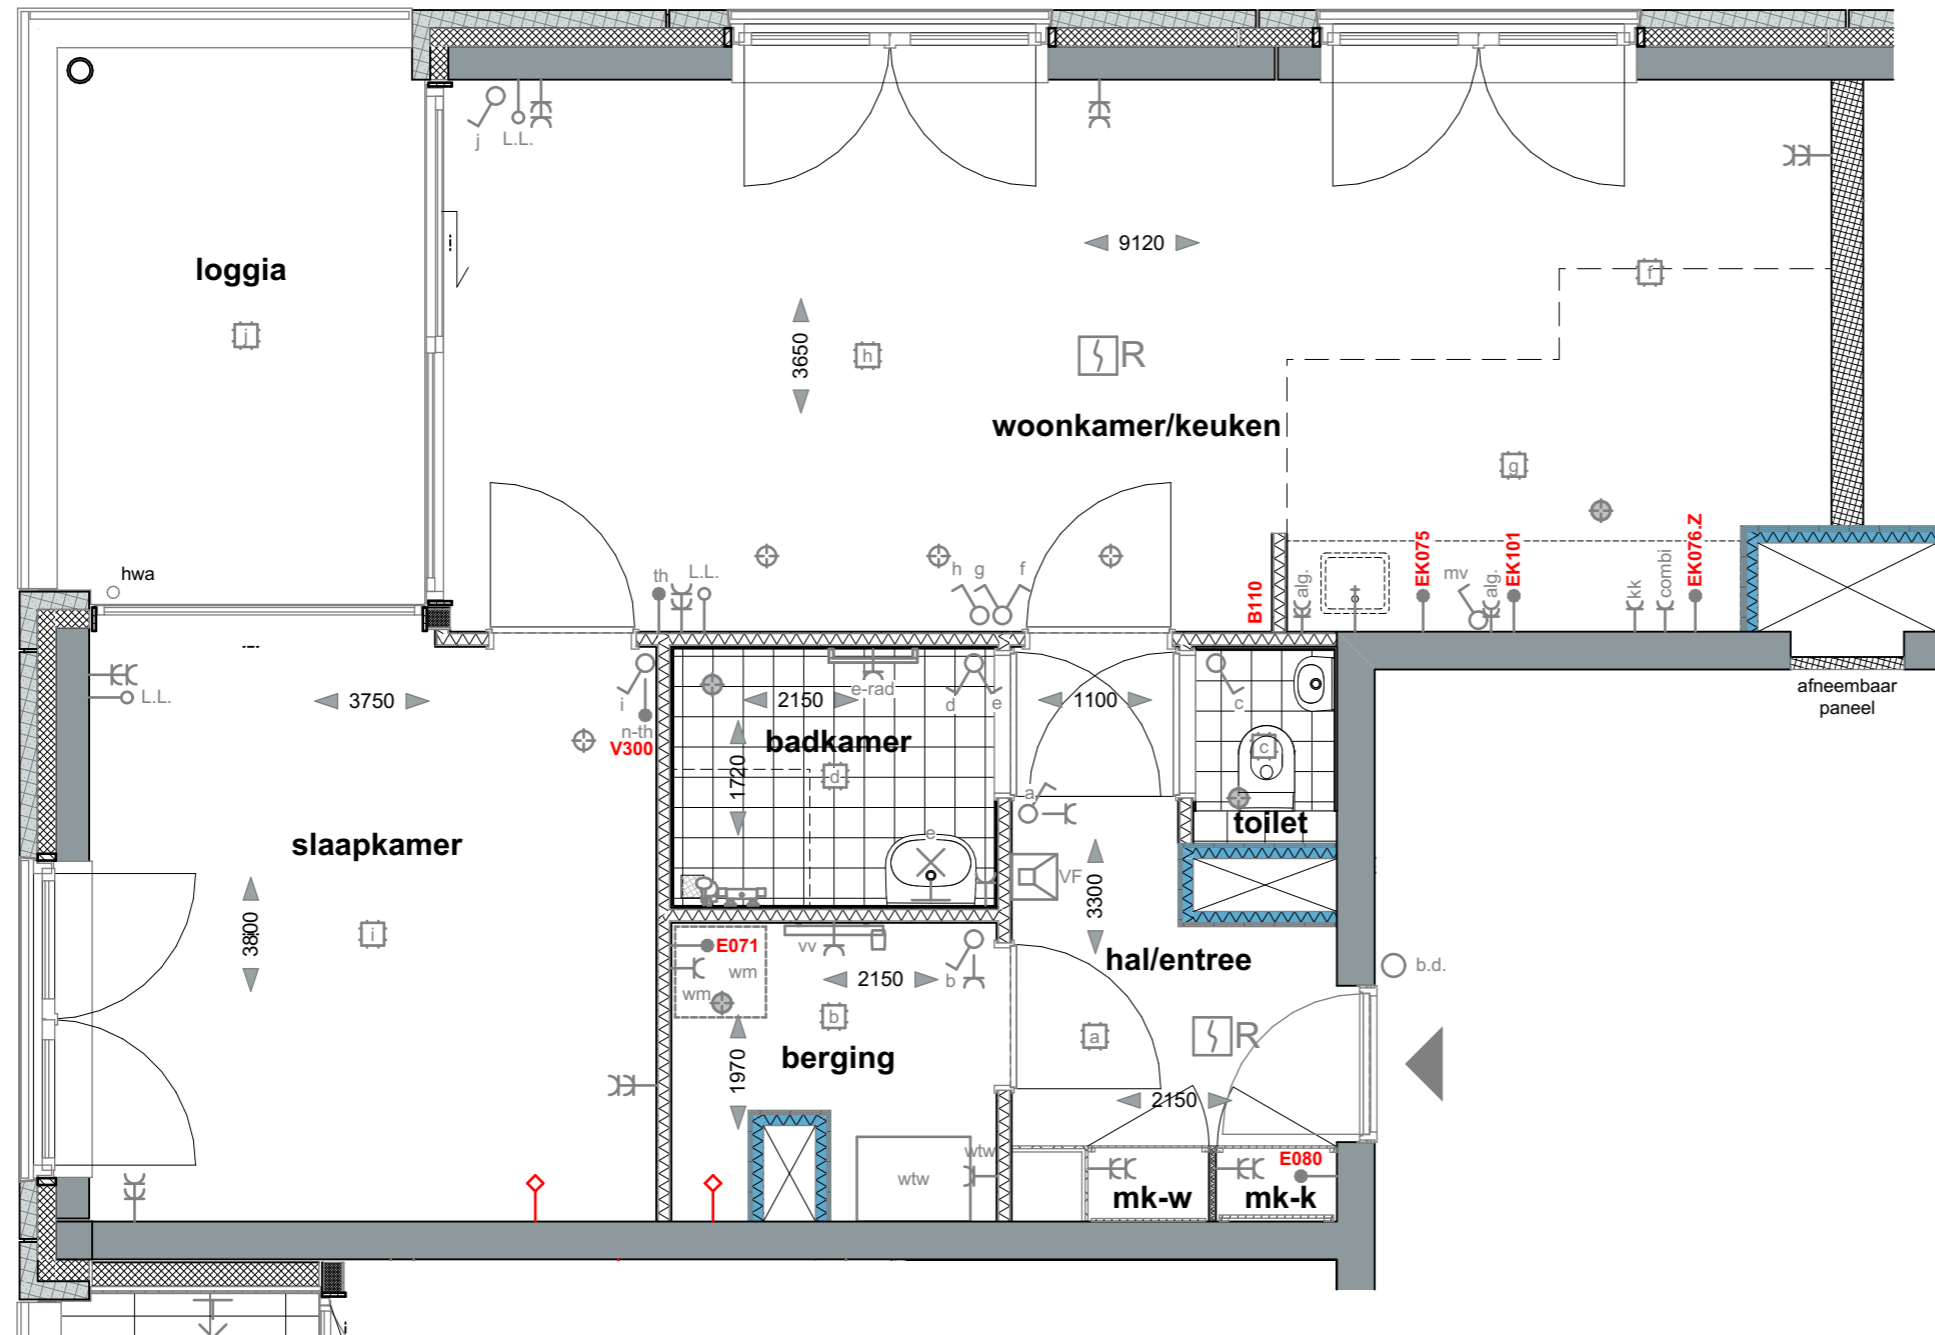 j
L.L.
9120
loggia
f
j
3650
h
R
woonkamer/keuken
g
hwa
th
L.L.
h
g
f
B110
alg.
EK075
mv
alg.
EK101
kk
combi
EK076.Z
afneembaar
paneel
L.L.
3750
i
n-th
V300
2150
e-rad
d
e
1100
c
badkamer
c
1720
d
a
toilet
slaapkamer
e
VF
3300
3800
i
E071
wm
wm
vv
2150
b
hal/entree
b.d.
b
a
R
berging
1970
2150
wtw
wtw
E080
mk-w
mk-k